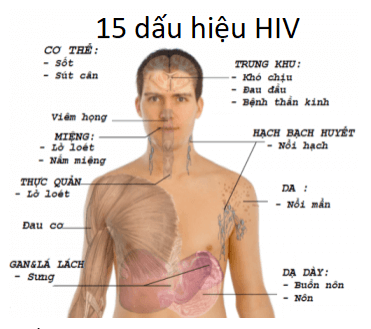 15 dấu hiệu HIV
CƠ THỂ:
- Sốt
- Sút cân
TRUNG KHU:
- Khó chịu
- Đau đầu
- Bệnh thần kinh
Viêm họng
MIỆNG:
- Lở loét
- Nấm miệng
HẠCH BẠCH HUYẾT
- Nổi hạch
THỰC QUẢN
- Lở loét
DA :
- Nổi mẩn
Đau cơ
GAN&LÁ LÁCH
- Sưng
DẠ DÀY:
- Buồn nôn
- Nôn